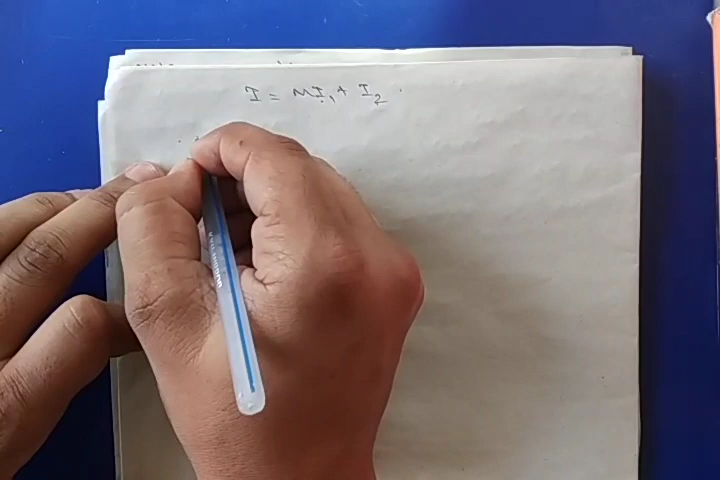 I = MI₁ + I₂